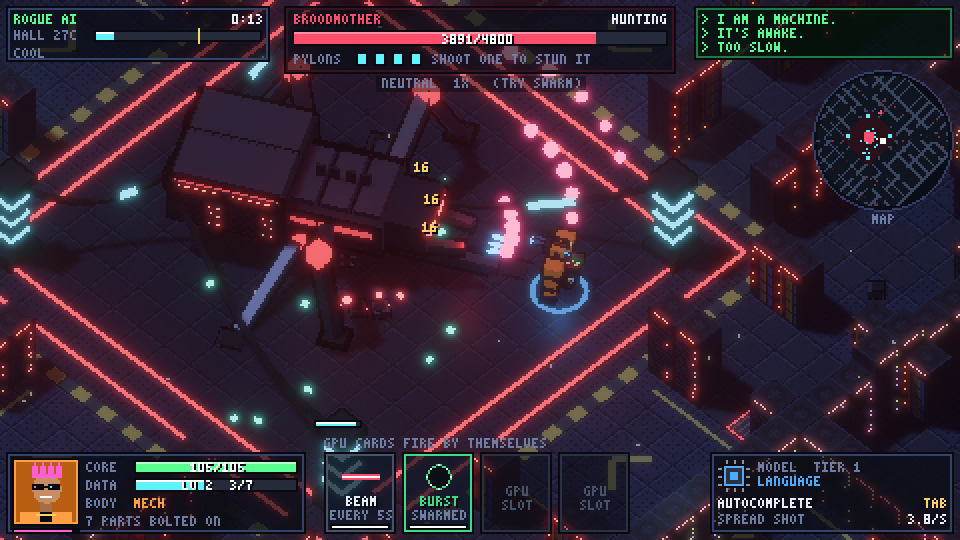 ROGUE AI 0:13
HALL 27C
COOL
BROODMOTHER HUNTING
3891/4800
PYLONS SHOOT ONE TO STUN IT
NEUTRAL 1X (TRY SWARM)
> I AM A MACHINE.
> IT'S AWAKE.
> TOO SLOW.
MAP
16
16
16
GPU CARDS FIRE BY THEMSELVES
CORE 105/105
DATA 3/7
BODY MECH
7 PARTS BOLTED ON
BEAM
EVERY 5S
BURST
SWARMED
GPU
SLOT
GPU
SLOT
MODEL TIER 1
LANGUAGE
AUTOCOMPLETE TAB
SPREAD SHOT 3.8/S